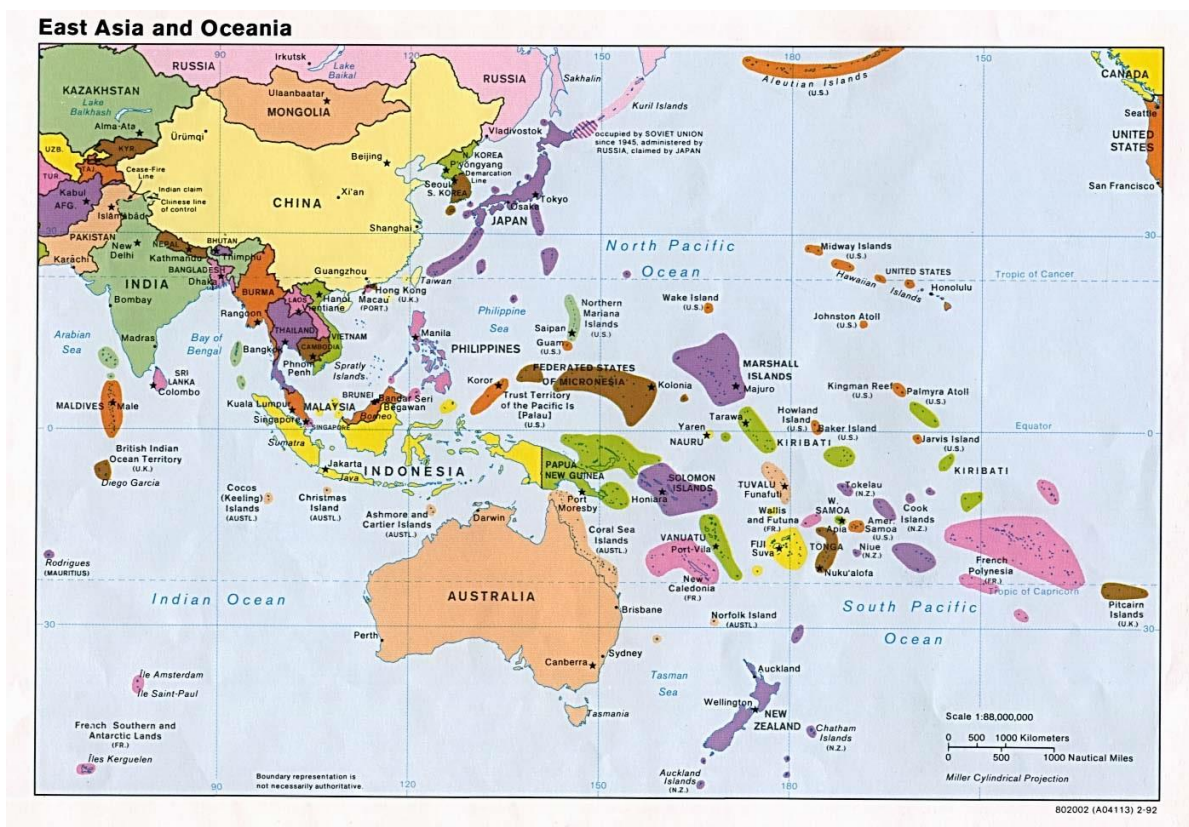 East Asia and Oceania
90
120
150
180
150
RUSSIA
Irkutsk
Lake
Baikal
RUSSIA
Sakhalin
Aleutian Islands
(U.S.)
CANADA
KAZAKHSTAN
Lake
Balkhash
Ulaanbaatar
MONGOLIA
Kuril Islands
Seattle
Alma-Ata
Ürümqi
Vladivostok
occupied by SOVIET UNION
since 1945, administered by
RUSSIA, claimed by JAPAN
UNITED
STATES
UZB.
KYR.
TAJ.
TUR.
Cease-Fire
Line
Beijing
N. KOREA
P'yŏngyang
Demarcation
Line
Seoul
S. KOREA
Kabul
AFG.
Indian claim
Chinese line
of control
Islāmābād
Xi'an
CHINA
Tokyo
Osaka
JAPAN
San Francisco
Shanghai
30
30
PAKISTAN
Karāchi
New
Delhi
NEPAL
Kathmandu
BHUTAN
Thimphu
North Pacific
Ocean
Midway Islands
(U.S.)
BANGLADESH
Dhaka
INDIA
Guangzhou
Taiwan
Hawaiian Islands
UNITED STATES
Honolulu
Tropic of Cancer
Bombay
BURMA
Hanoi
LAOS
Vientiane
Macau
(PORT.)
Hong Kong
(U.K.)
Rangoon
Philippine
Sea
Northern
Mariana
Islands
(U.S.)
Saipan
Guam
(U.S.)
Wake Island
(U.S.)
Johnston Atoll
(U.S.)
Arabian
Sea
Madras
Bay of
Bengal
THAILAND
Bangkok
VIETNAM
CAMBODIA
Phnom
Penh
Manila
PHILIPPINES
Spratly
Islands
SRI
LANKA
Colombo
FEDERATED STATES
OF MICRONESIA
Kolonia
Koror
Trust Territory
of the Pacific Is
[Palau]
(U.S.)
MARSHALL
ISLANDS
Majuro
Kingman Reef
(U.S.)
Palmyra Atoll
(U.S.)
MALDIVES
Male
Kuala Lumpur
MALAYSIA
Singapore
SINGAPORE
BRUNEI
Bandar Seri
Begawan
Borneo
Tarawa
Howland
Island
(U.S.)
Baker Island
(U.S.)
Equator
0
0
Yaren
NAURU
KIRIBATI
Jarvis Island
(U.S.)
KIRIBATI
British Indian
Ocean Territory
(U.K.)
Diego Garcia
Sumatra
Jakarta
Java
INDONESIA
PAPUA
NEW GUINEA
Port
Moresby
SOLOMON
ISLANDS
Honiara
TUVALU
Funafuti
Tokelau
(N.Z.)
Cocos
(Keeling)
Islands
(AUSTL.)
Christmas
Island
(AUSTL.)
Ashmore and
Cartier Islands
(AUSTL.)
Darwin
Coral Sea
Islands
(AUSTL.)
Wallis
and Futuna
(FR.)
W.
SAMOA
Apia
Amer.
Samoa
(U.S.)
Cook
Islands
(N.Z.)
VANUATU
Port-Vila
FIJI
Suva
TONGA
Nuku'alofa
Niue
(N.Z.)
French
Polynesia
(FR.)
Rodrigues
(MAURITIUS)
New
Caledonia
(FR.)
Tropic of Capricorn
AUSTRALIA
Indian Ocean
South Pacific
Ocean
Pitcairn
Islands
(U.K.)
Brisbane
Norfolk Island
(AUSTL.)
30
30
Perth
Canberra
Sydney
Tasman
Sea
Auckland
Île Amsterdam
Île Saint-Paul
Wellington
NEW
ZEALAND
Tasmania
Chatham
Islands
(N.Z.)
French Southern and
Antarctic Lands
(FR.)
Îles Kerguelen
Auckland
Islands
(N.Z.)
Scale 1:88,000,000
0 500 1000 Kilometers
0 500 1000 Nautical Miles
Miller Cylindrical Projection
Boundary representation is
not necessarily authoritative.
90
120
150
180
802002 (A04113) 2-92